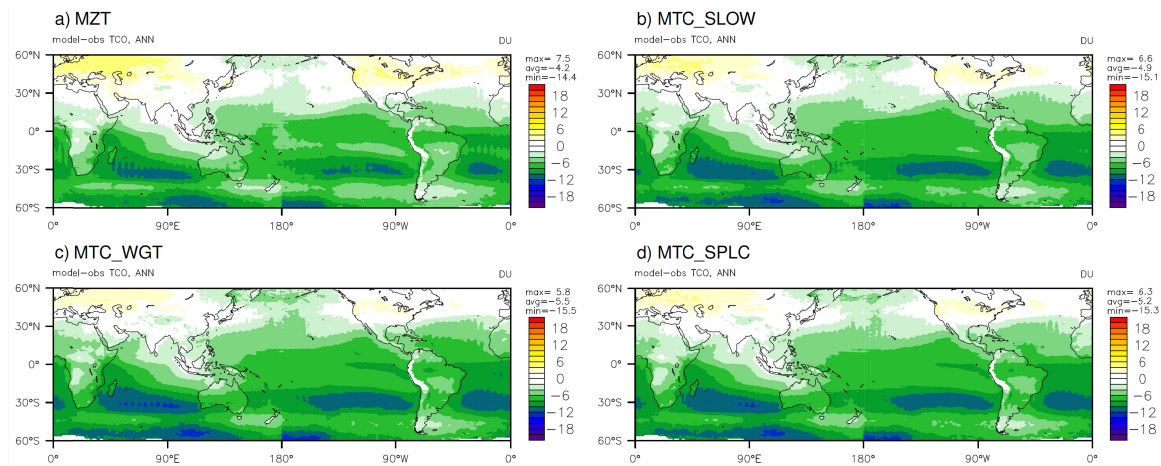 a) MZT
model-obs TCO, ANN DU
max= 7.5
avg=-4.2
min=-14.4
60°N
30°N
0°
30°S
60°S
0° 90°E 180° 90°W 0°
18
12
6
0
-6
-12
-18
b) MTC_SLOW
model-obs TCO, ANN DU
max= 6.6
avg=-4.9
min=-15.1
60°N
30°N
0°
30°S
60°S
0° 90°E 180° 90°W 0°
18
12
6
0
-6
-12
-18
c) MTC_WGT
model-obs TCO, ANN DU
max= 5.8
avg=-5.5
min=-15.5
60°N
30°N
0°
30°S
60°S
0° 90°E 180° 90°W 0°
18
12
6
0
-6
-12
-18
d) MTC_SPLC
model-obs TCO, ANN DU
max= 6.3
avg=-5.2
min=-15.3
60°N
30°N
0°
30°S
60°S
0° 90°E 180° 90°W 0°
18
12
6
0
-6
-12
-18